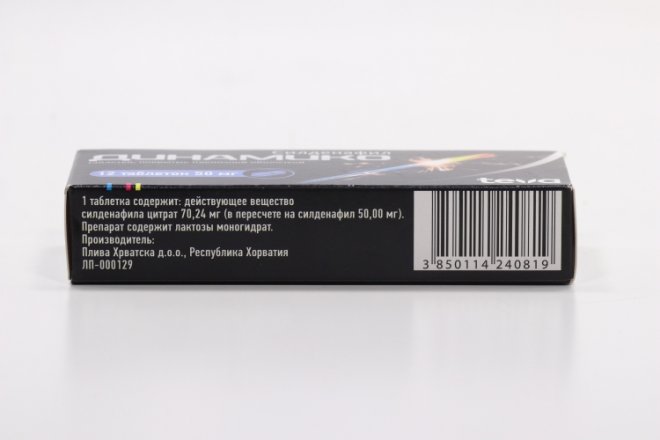 Силденафил
ДИНАМИКО
12 таблеток 50 мг
teva
1 таблетка содержит: действующее вещество
силденафила цитрат 70,24 мг (в пересчете на силденафил 50,00 мг).
Препарат содержит лактозы моногидрат.
Производитель:
Плива Хрватска д.о.о., Республика Хорватия
ЛП-000129
3 850114 240819